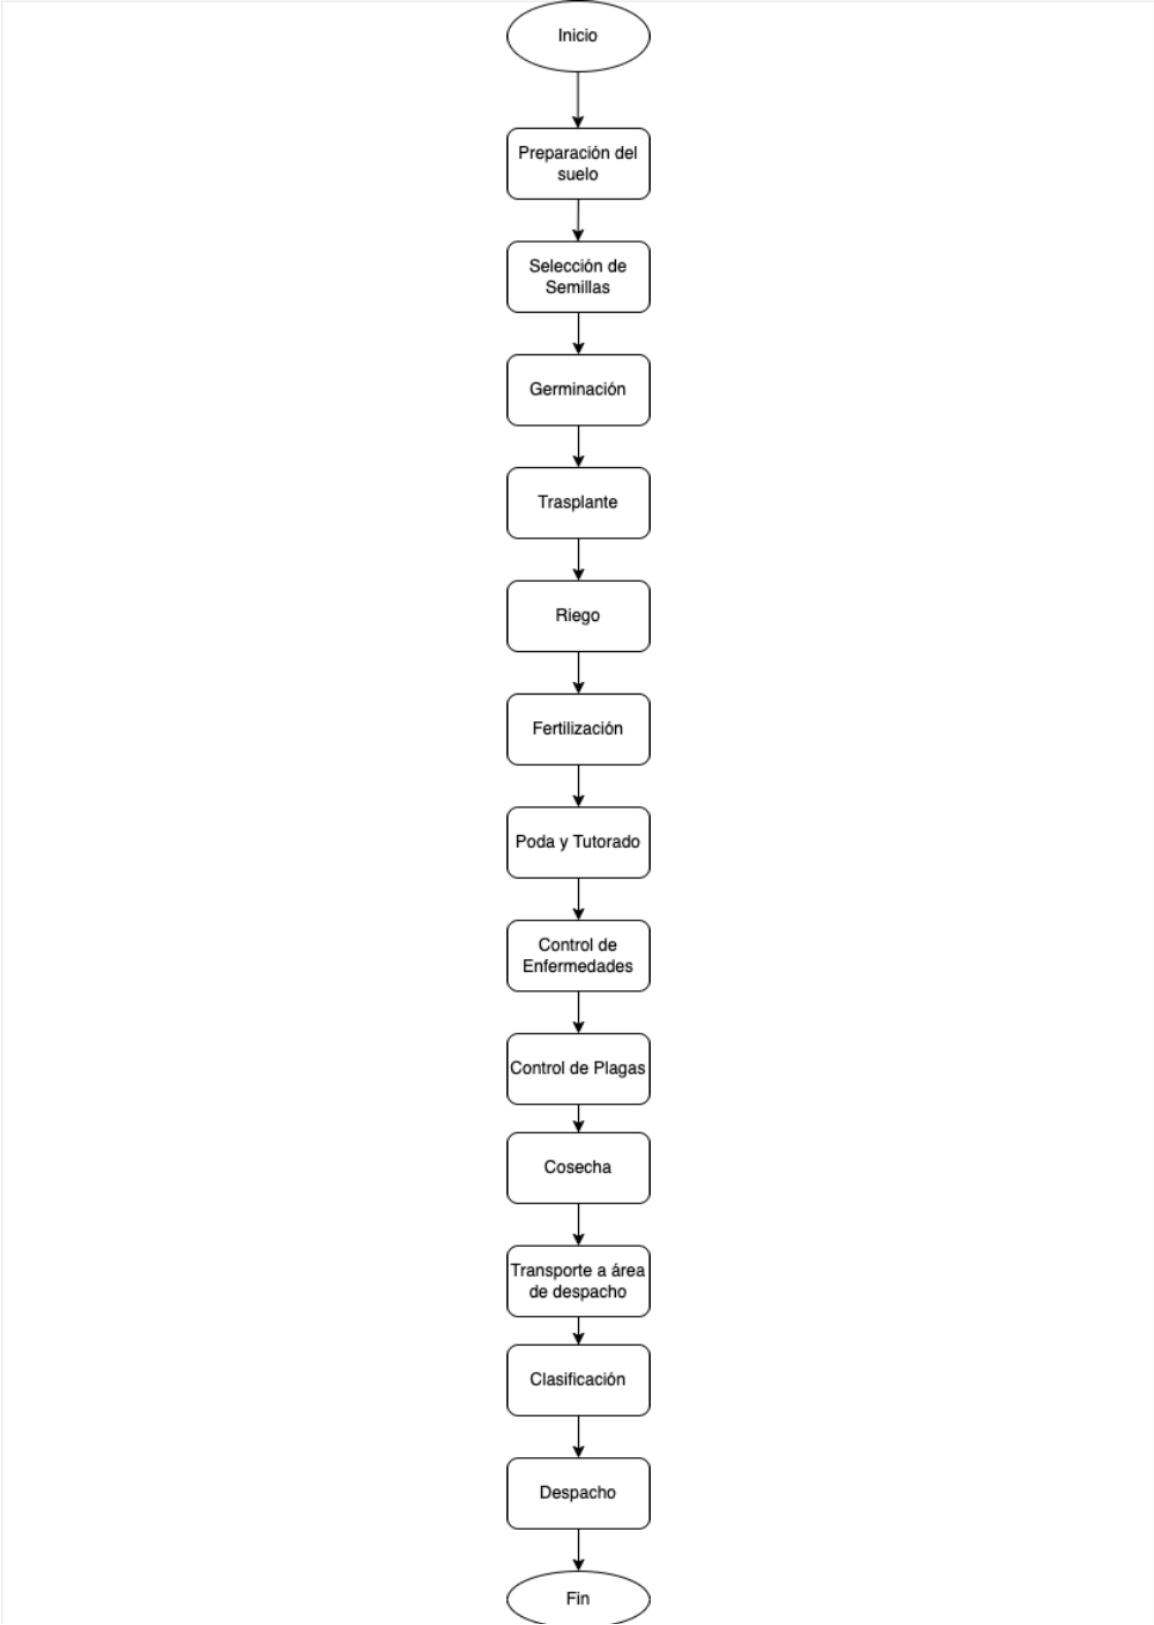 Inicio
Preparación del
suelo
Selección de
Semillas
Germinación
Trasplante
Riego
Fertilización
Poda y Tutorado
Control de
Enfermedades
Control de Plagas
Cosecha
Transporte a área
de despacho
Clasificación
Despacho
Fin